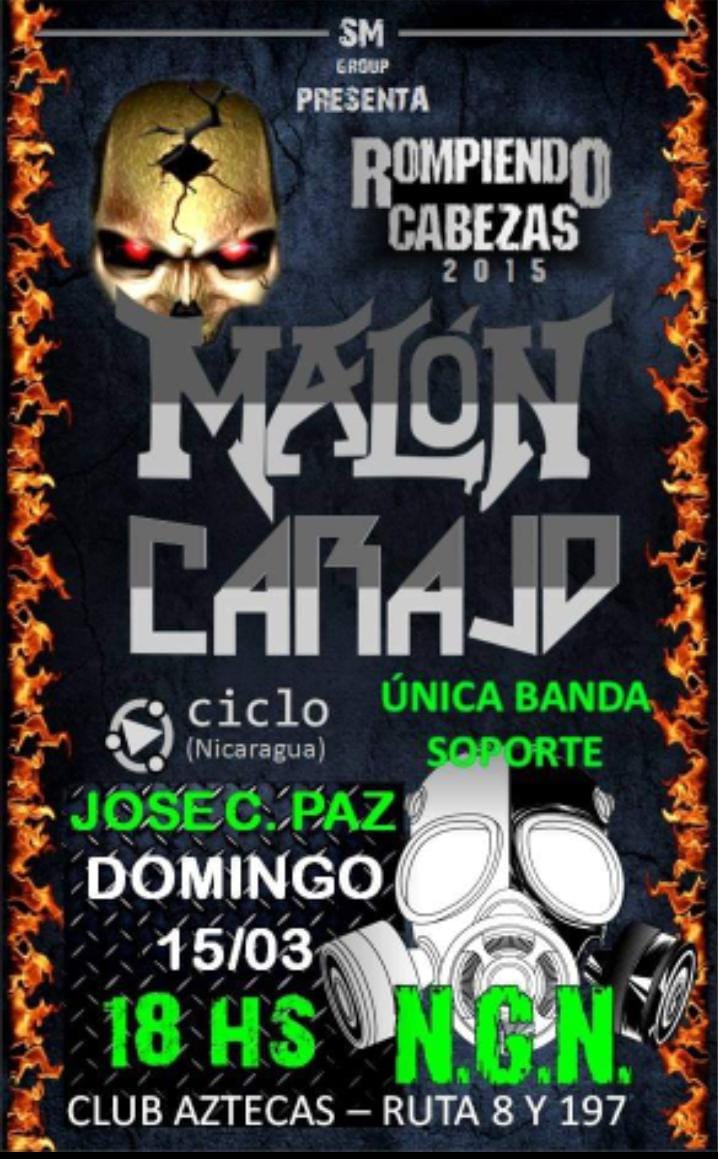 SM
GROUP
PRESENTA
ROMPIENDO
CABEZAS
2015
MALÓN
CARAJO
ciclo
(Nicaragua)
ÚNICA BANDA
SOPORTE
JOSE C. PAZ
DOMINGO
15/03
18 HS
N.G.N.
CLUB AZTECAS – RUTA 8 Y 197